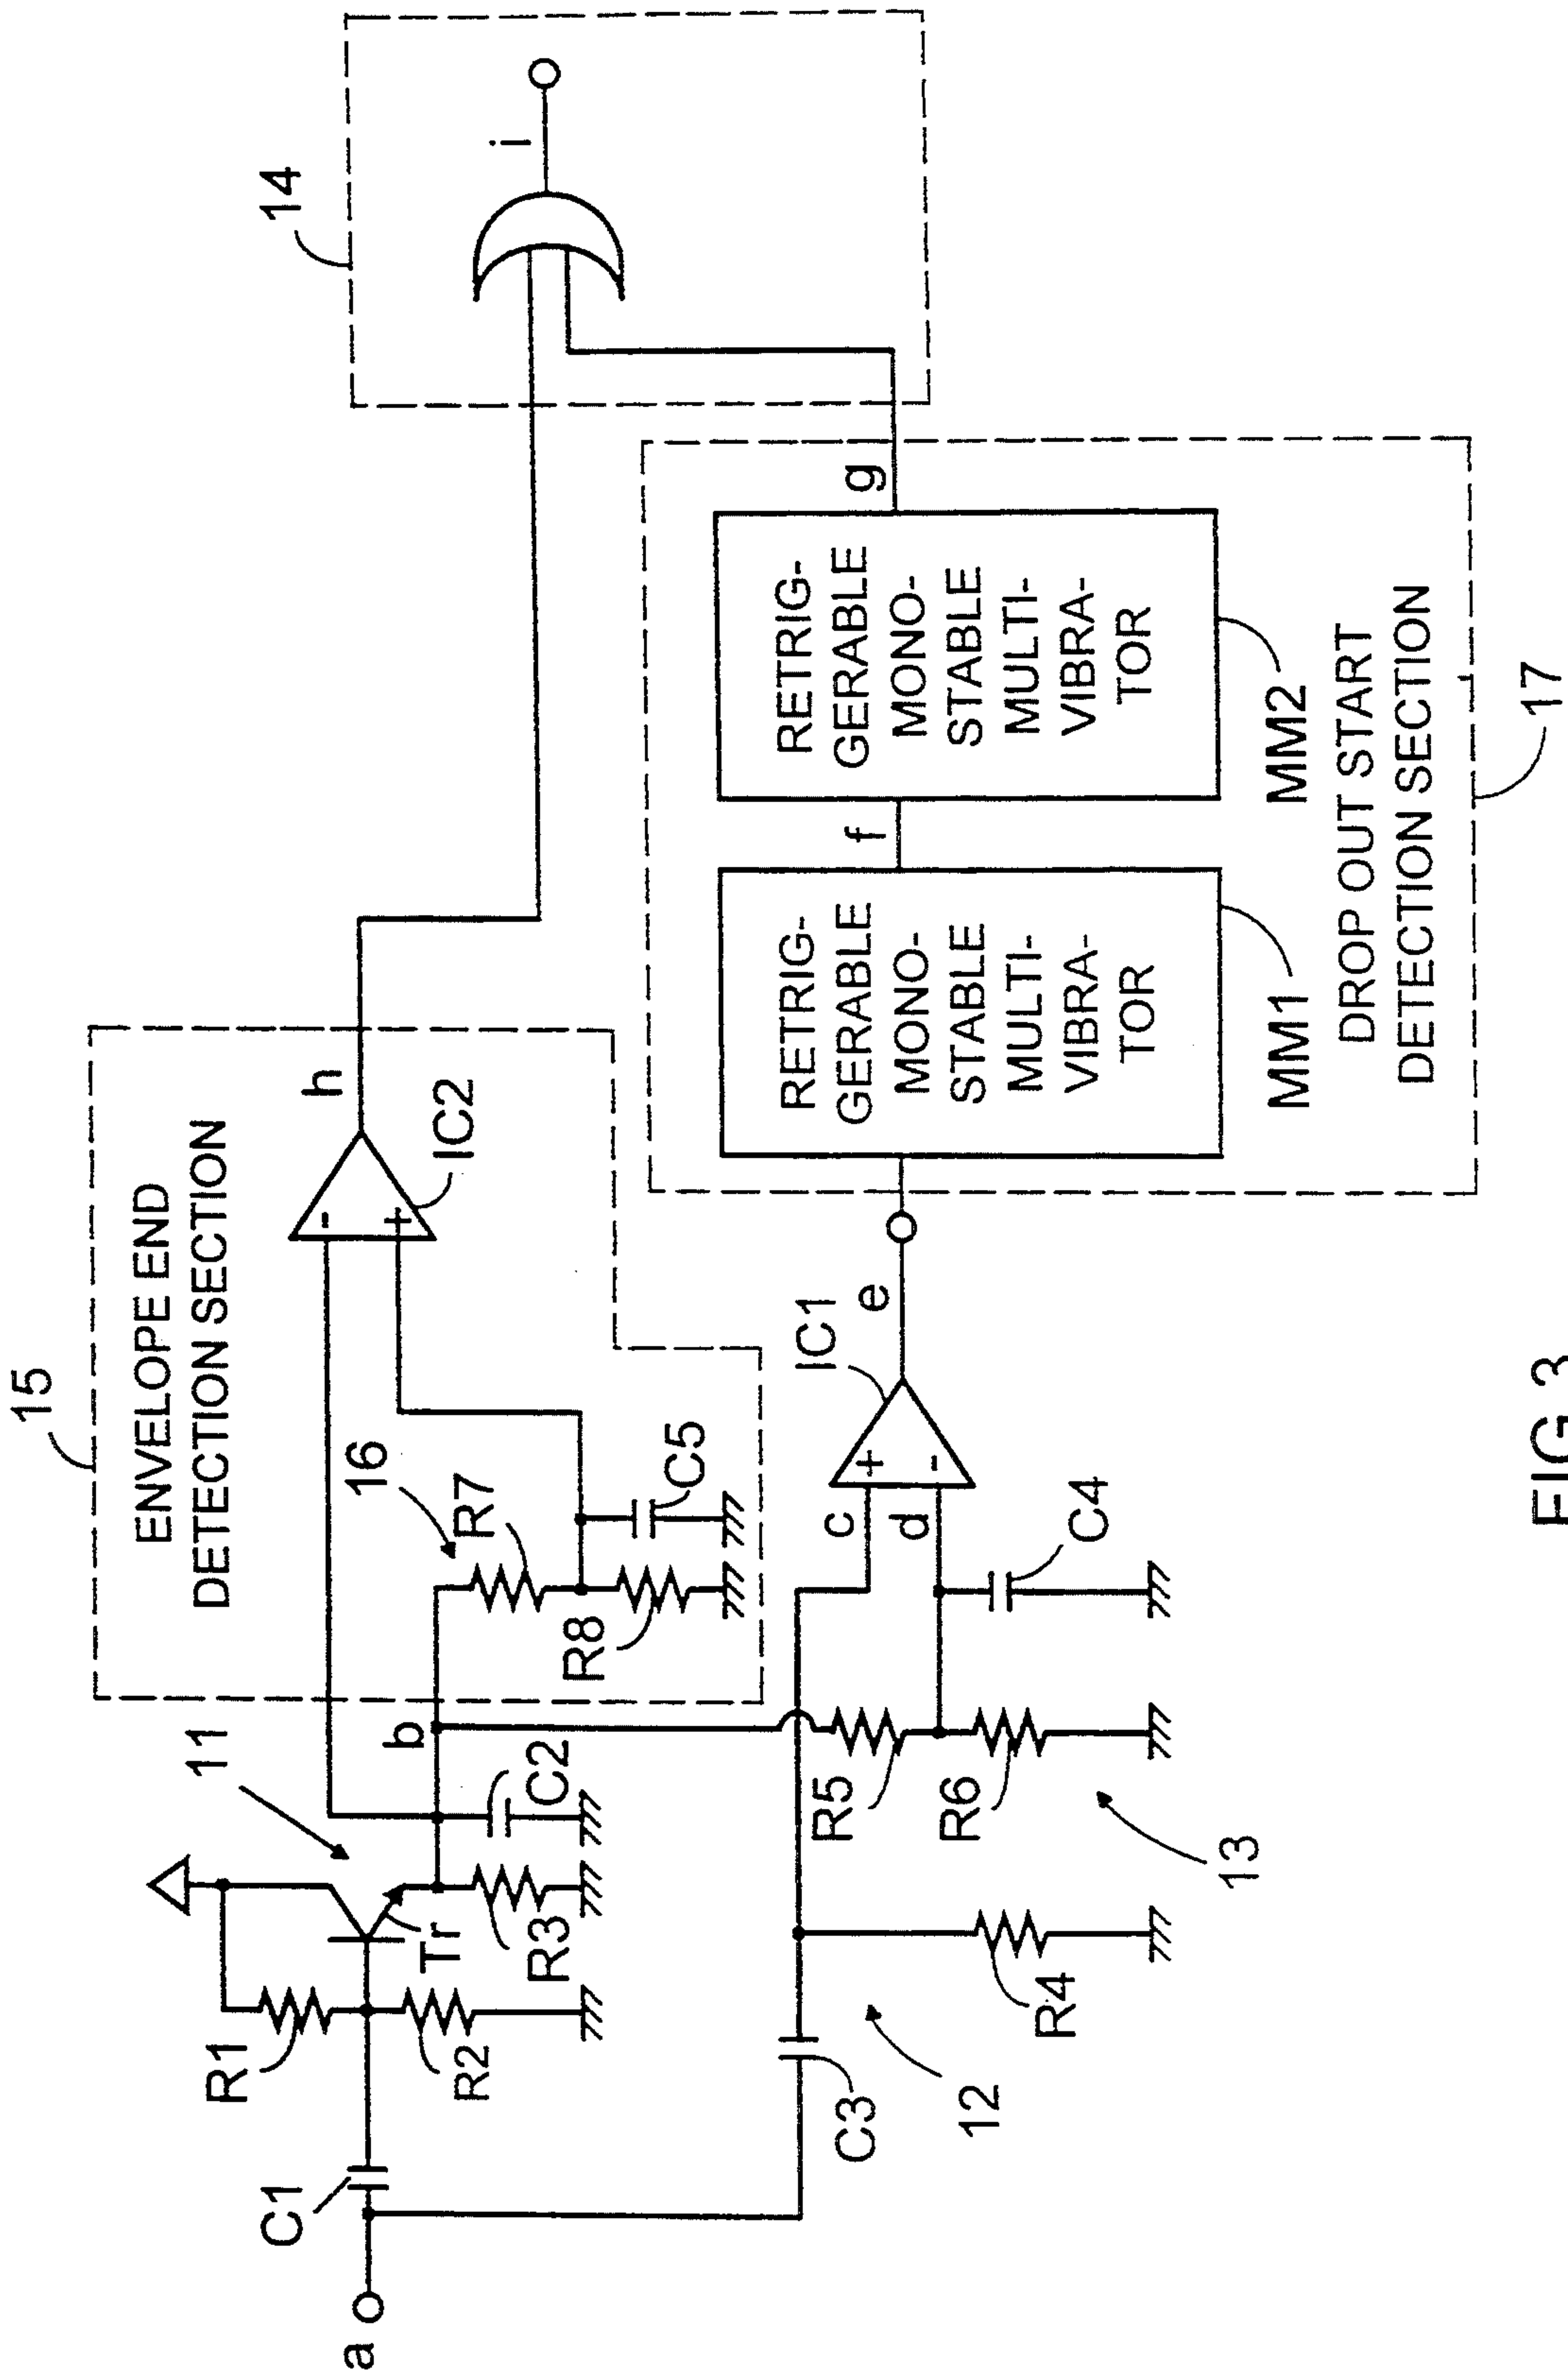 15
ENVELOPE END
DETECTION SECTION
14
11
16
R1
R2
C1
a
Tr
R3
C2
b
R7
R8
C5
-
+
IC2
h
i
C3
12
R4
R5
R6
13
c
d
C4
+
-
IC1
e
RETRIG-
GERABLE
MONO-
STABLE
MULTI-
VIBRA-
TOR
MM1
f
RETRIG-
GERABLE
MONO-
STABLE
MULTI-
VIBRA-
TOR
MM2
g
DROP OUT START
DETECTION SECTION
17
FIG.3